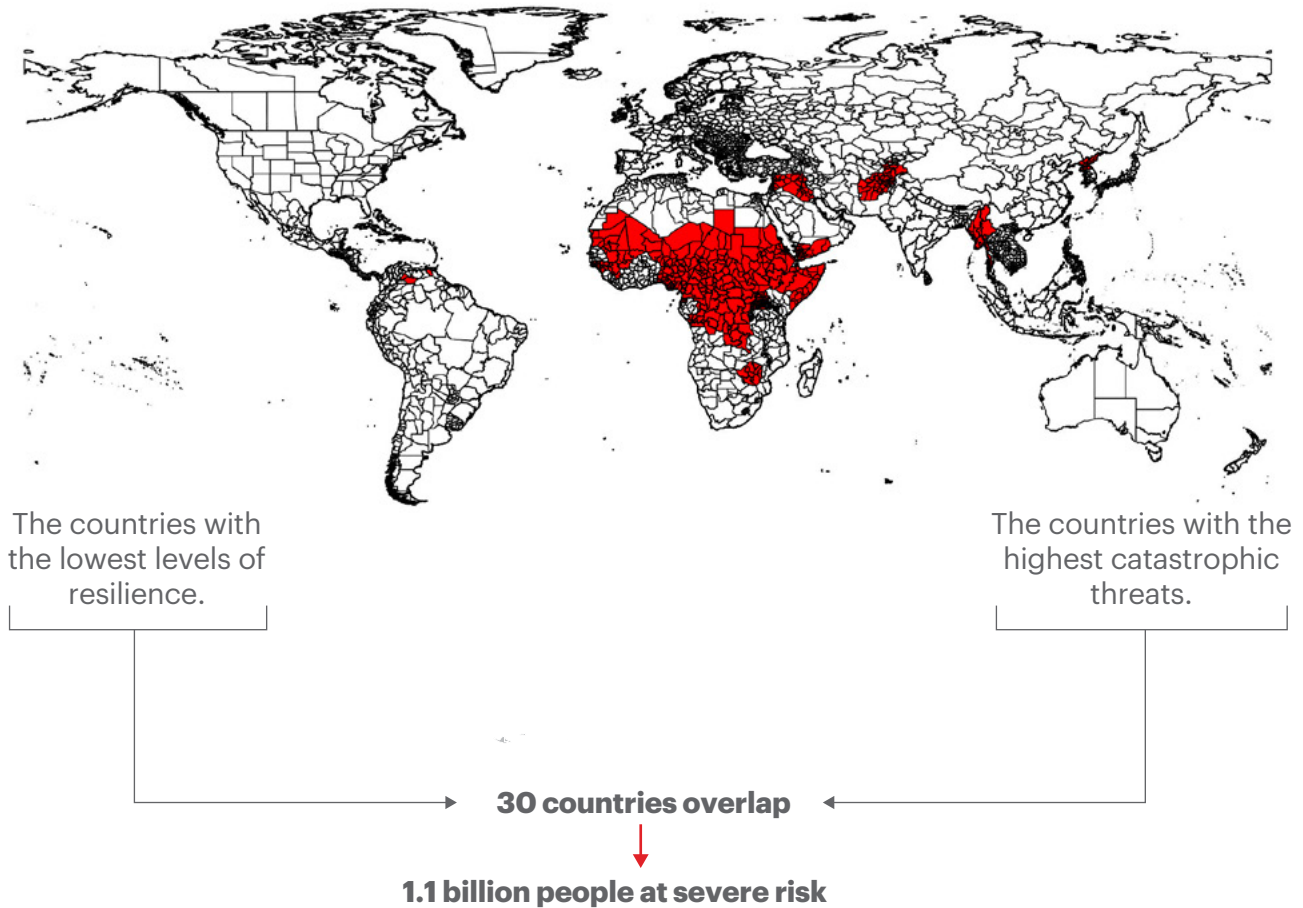 The countries with
the lowest levels of
resilience.
The countries with the
highest catastrophic
threats.
30 countries overlap
1.1 billion people at severe risk